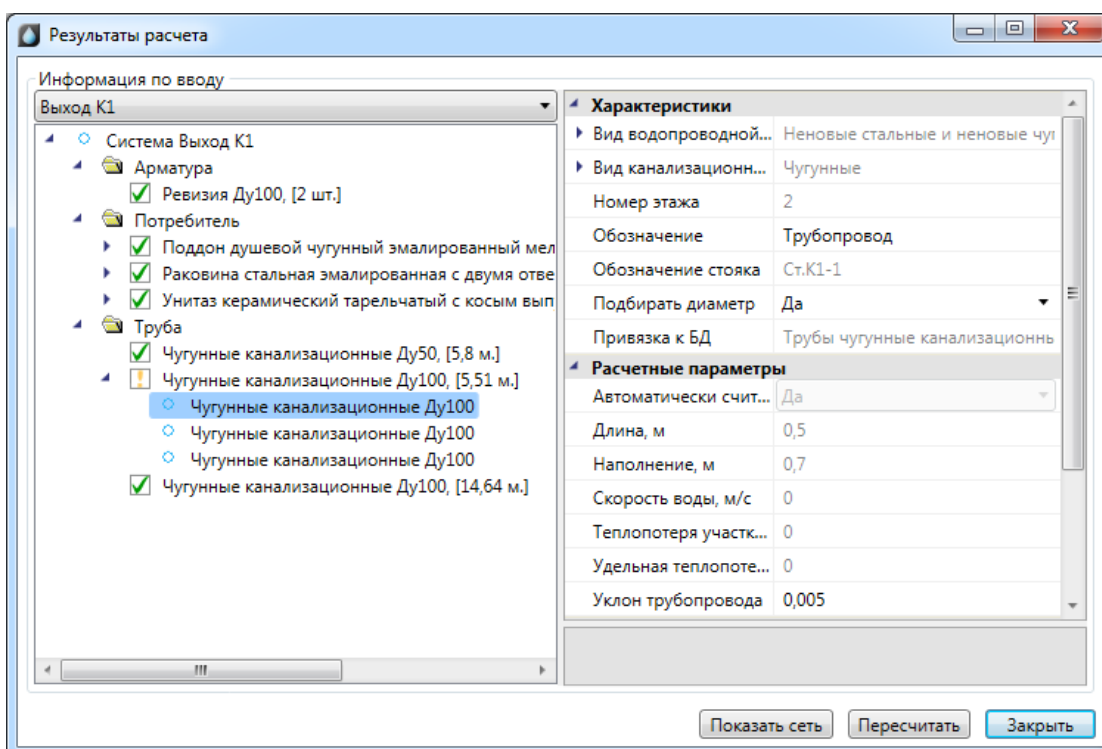 Результаты расчета
Информация по вводу
Выход К1
Система Выход К1
Арматура
Ревизия Ду100, [2 шт.]
Потребитель
Поддон душевой чугунный эмалированный мел
Раковина стальная эмалированная с двумя отве
Унитаз керамический тарельчатый с косым вып
Труба
Чугунные канализационные Ду50, [5,8 м.]
Чугунные канализационные Ду100, [5,51 м.]
Чугунные канализационные Ду100
Чугунные канализационные Ду100
Чугунные канализационные Ду100
Чугунные канализационные Ду100, [14,64 м.]
Характеристики
Вид водопроводной... Неновые стальные и неновые чуг
Вид канализационн... Чугунные
Номер этажа 2
Обозначение Трубопровод
Обозначение стояка Ст.К1-1
Подбирать диаметр Да
Привязка к БД Трубы чугунные канализационнь
Расчетные параметры
Автоматически счит... Да
Длина, м 0,5
Наполнение, м 0,7
Скорость воды, м/с 0
Теплопотеря участк... 0
Удельная теплопоте... 0
Уклон трубопровода 0,005
Показать сеть Пересчитать Закрыть